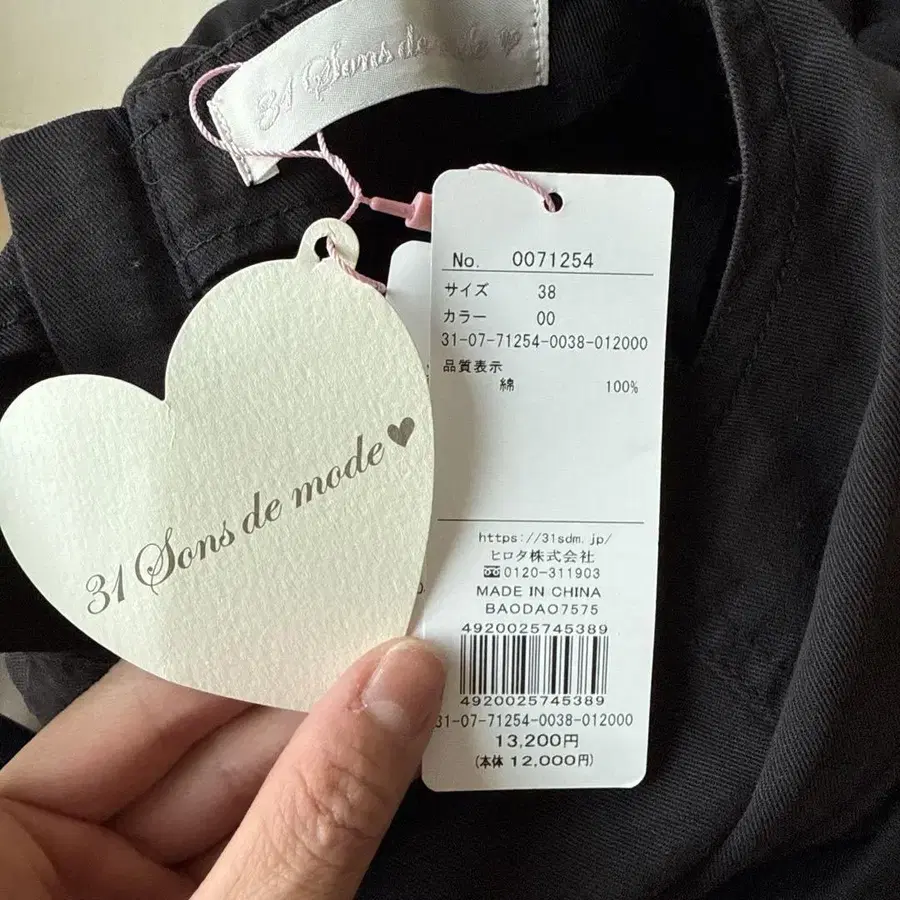 31 Sons de mode ♥
31 Sons de mode ♥
No. 0071254
サイズ 38
カラー 00
31-07-71254-0038-012000
品質表示
綿 100%
https://31sdm.jp/
ヒロタ株式会社
0120-311903
MADE IN CHINA
BAODAO7575
4920025745389
4920025745389
31-07-71254-0038-012000
13,200円
(本体 12,000円)